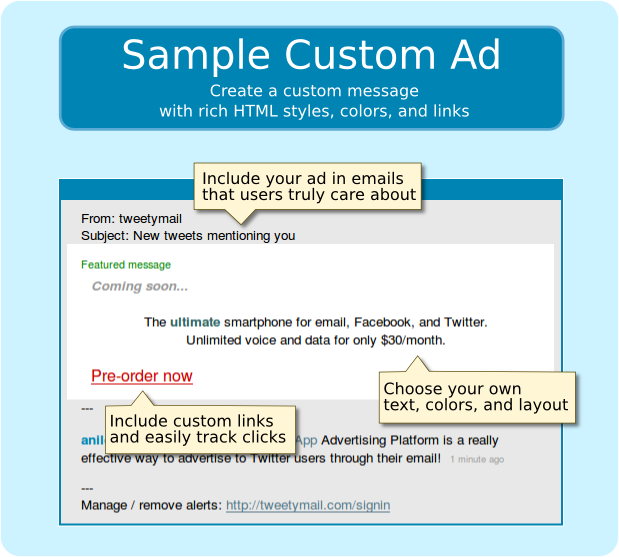 Sample Custom Ad
Create a custom message
with rich HTML styles, colors, and links
Include your ad in emails
that users truly care about
From: tweetymail
Subject: New tweets mentioning you
Featured message
Coming soon...
The ultimate smartphone for email, Facebook, and Twitter.
Unlimited voice and data for only $30/month.
Pre-order now
Choose your own
text, colors, and layout
---
Include custom links
and easily track clicks
App Advertising Platform is a really
effective way to advertise to Twitter users through their email! 1 minute ago
---
Manage / remove alerts: http://tweetymail.com/signin